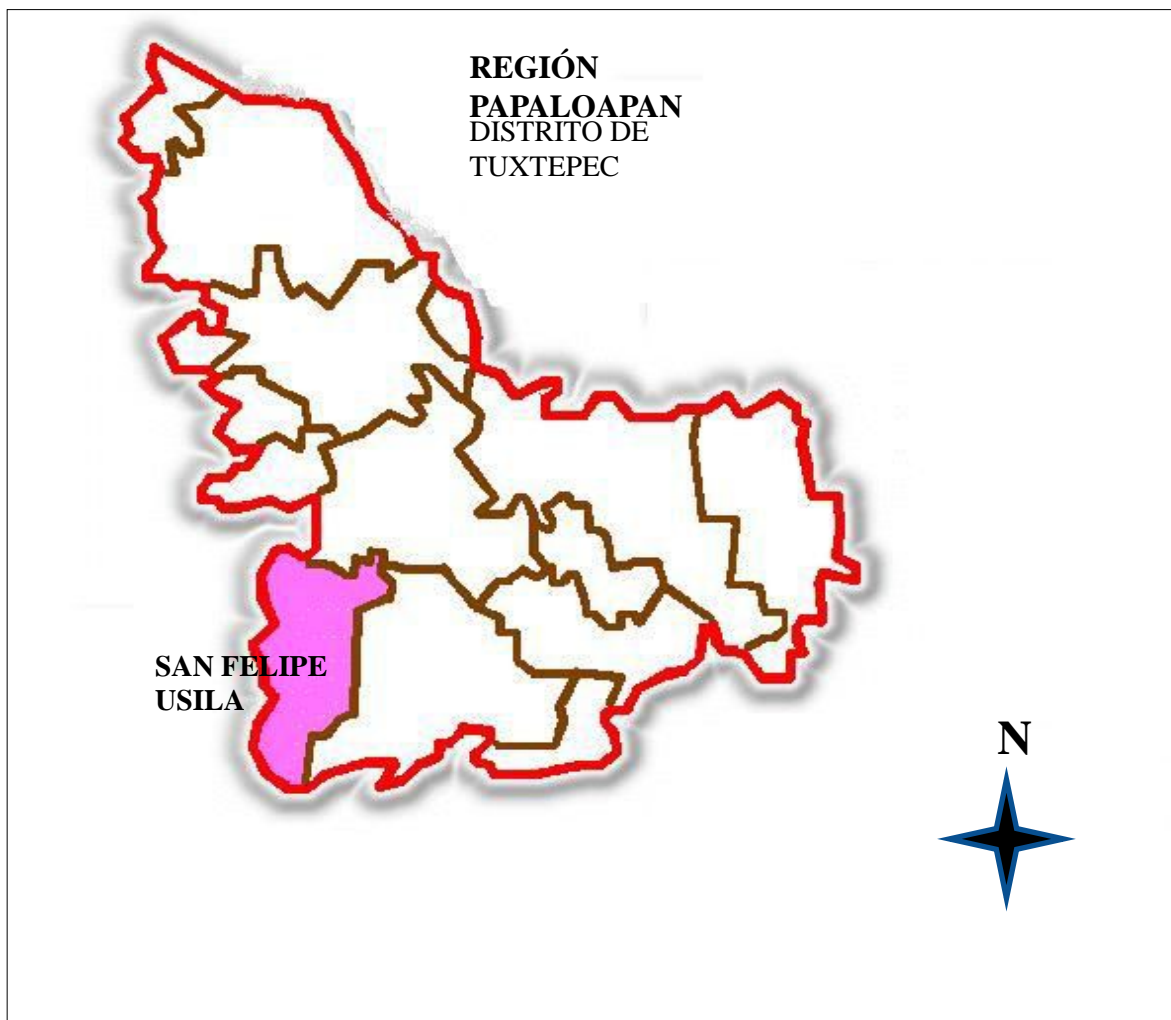 REGIÓN
PAPALOAPAN
DISTRITO DE
TUXTEPEC
SAN FELIPE
USILA
N